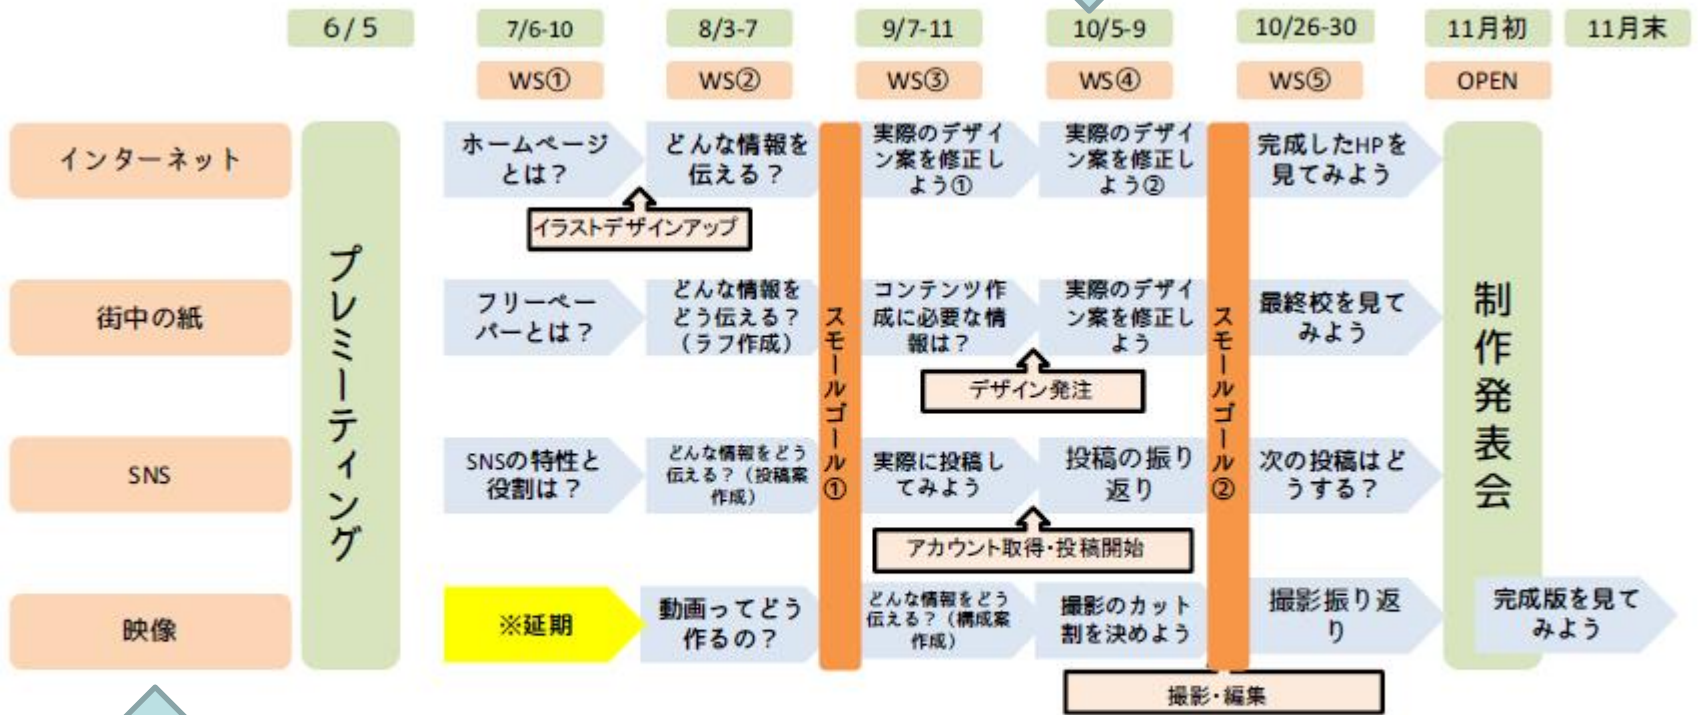 6/5
7/6-10
8/3-7
9/7-11
10/5-9
10/26-30
11月初
11月末
WS①
WS②
WS③
WS④
WS⑤
OPEN
プレミーティング
インターネット
ホームページ
とは？
どんな情報を
伝える？
実際のデザイ
ン案を修正し
よう①
実際のデザイ
ン案を修正し
よう②
完成したHPを
見てみよう
イラストデザインアップ
街中の紙
フリーペー
パーとは？
どんな情報を
どう伝える？
（ラフ作成）
コンテンツ作
成に必要な情
報は？
実際のデザイ
ン案を修正し
よう
最終校を見て
みよう
デザイン発注
スモールゴール①
スモールゴール②
制作発表会
SNS
SNSの特性と
役割は？
どんな情報をどう
伝える？（投稿案
作成）
実際に投稿し
てみよう
投稿の振り
返り
次の投稿はど
うする？
アカウント取得・投稿開始
映像
※延期
動画ってどう
作るの？
どんな情報をどう
伝える？（構成案
作成）
撮影のカット
割を決めよう
撮影振り返
り
完成版を見て
みよう
撮影・編集